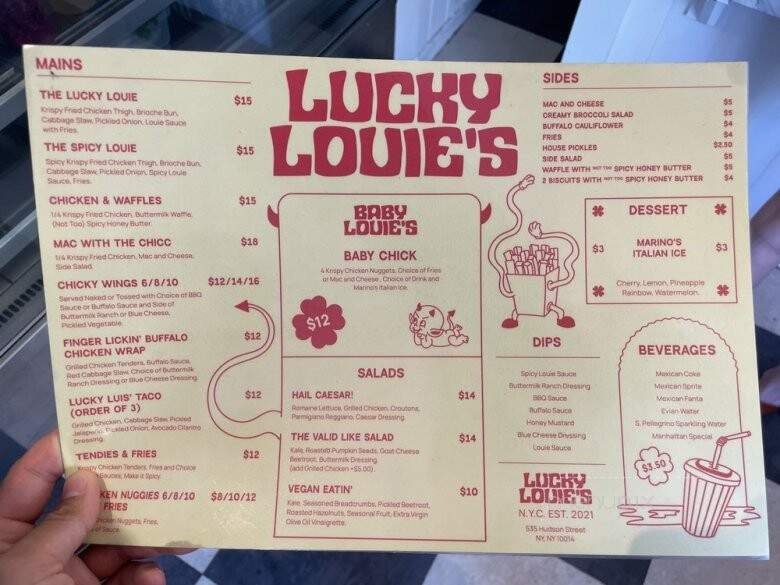 MAINS
THE LUCKY LOUIE $15
Krispy Fried Chicken Thigh, Brioche Bun,
Cabbage Slaw, Pickled Onion, Louie Sauce
with Fries.
THE SPICY LOUIE $15
Spicy Krispy Fried Chicken Thigh, Brioche Bun,
Cabbage Slaw, Pickled Onion, Spicy Louie
Sauce, Fries.
CHICKEN & WAFFLES $15
1/4 Krispy Fried Chicken, Buttermilk Waffle,
(Not Too) Spicy Honey Butter.
MAC WITH THE CHICC $18
1/4 Krispy Fried Chicken, Mac and Cheese,
Side Salad.
CHICKY WINGS 6/8/10 $12/14/16
Served Naked or Tossed with Choice of BBQ
Sauce or Buffalo Sauce and Side of
Buttermilk Ranch or Blue Cheese,
Pickled Vegetable.
FINGER LICKIN' BUFFALO $12
CHICKEN WRAP
Grilled Chicken Tenders, Buffalo Sauce,
Red Cabbage Slaw, Choice of Buttermilk
Ranch Dressing or Blue Cheese Dressing.
LUCKY LUIS' TACO $12
(ORDER OF 3)
Grilled Chicken, Cabbage Slaw, Pickled
Jalapeño, Pickled Onion, Avocado Cilantro
Dressing.
TENDIES & FRIES $12
Krispy Chicken Tenders, Fries and Choice
Sauces, Make it Spicy.
KEN NUGGIES 6/8/10 $8/10/12
FRIES
Chicken Nuggets, Fries,
of Sauce.
LUCKY
LOUIE'S
BABY
LOUIE'S
BABY CHICK
4 Krispy Chicken Nuggets, Choice of Fries
or Mac and Cheese, Choice of Drink and
Marino's Italian Ice.
$12
SALADS
HAIL CAESAR! $14
Romaine Lettuce, Grilled Chicken, Croutons,
Parmigiano Reggiano, Caesar Dressing.
THE VALID LIKE SALAD $14
Kale, Roasted Pumpkin Seeds, Goat Cheese
Beetroot, Buttermilk Dressing
(add Grilled Chicken +$5.00).
VEGAN EATIN' $10
Kale, Seasoned Breadcrumbs, Pickled Beetroot,
Roasted Hazelnuts, Seasonal Fruit, Extra Virgin
Olive Oil Vinaigrette.
SIDES
MAC AND CHEESE $5
CREAMY BROCCOLI SALAD $5
BUFFALO CAULIFLOWER $4
FRIES $4
HOUSE PICKLES $2.50
SIDE SALAD $5
WAFFLE WITH NOT TOO SPICY HONEY BUTTER $5
2 BISCUITS WITH NOT TOO SPICY HONEY BUTTER $4
DESSERT
$3 MARINO'S $3
ITALIAN ICE
Cherry, Lemon, Pineapple
Rainbow, Watermelon.
DIPS
Spicy Louie Sauce
Buttermilk Ranch Dressing
BBQ Sauce
Buffalo Sauce
Honey Mustard
Blue Cheese Dressing
Louie Sauce
LUCKY
LOUIE'S
N.Y.C. EST. 2021
535 Hudson Street
NY, NY 10014
BEVERAGES
Mexican Coke
Mexican Sprite
Mexican Fanta
Evian Water
S. Pellegrino Sparkling Water
Manhattan Special
$3.50